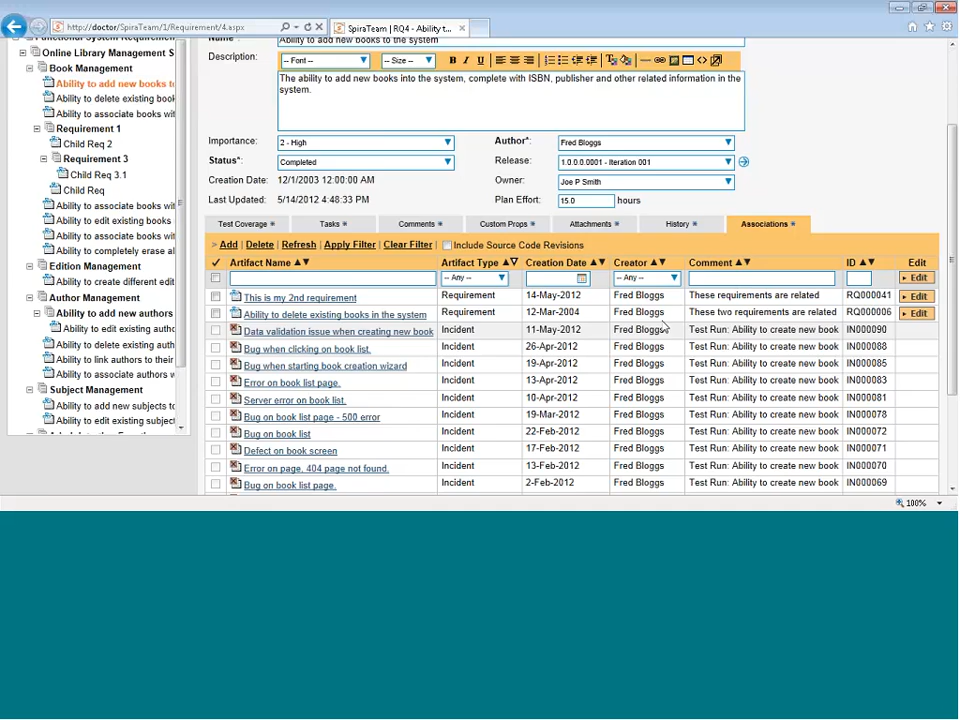 http://doctor/SpiraTeam/1/Requirement/4.aspx
SpiraTeam | RQ4 - Ability t...
Online Library Management S
Book Management
Ability to add new books to
Ability to delete existing book
Ability to associate books wit
Requirement 1
Child Req 2
Requirement 3
Child Req 3.1
Child Req
Ability to associate books wi
Ability to edit existing books
Ability to associate books wi
Ability to completely erase al
Edition Management
Ability to create different edit
Author Management
Ability to add new authors
Ability to edit existing author
Ability to delete existing auth
Ability to link authors to their
Ability to associate authors w
Subject Management
Ability to add new subjects to
Ability to edit existing subject
Name
Ability to add new books to the system
Description:
-- Font --
-- Size --
B I U
The ability to add new books into the system, complete with ISBN, publisher and other related information in the
system.
Importance:
2 - High
Author*:
Fred Bloggs
Status*:
Completed
Release:
1.0.0.0.0001 - Iteration 001
Creation Date:
12/1/2003 12:00:00 AM
Owner:
Joe P Smith
Last Updated:
5/14/2012 4:48:33 PM
Plan Effort:
15.0
hours
Test Coverage
Tasks
Comments
Custom Props
Attachments
History
Associations
> Add | Delete | Refresh | Apply Filter | Clear Filter | Include Source Code Revisions
Artifact Name Artifact Type Creation Date Creator Comment ID Edit
-- Any -- -- Any -- Edit
This is my 2nd requirement Requirement 14-May-2012 Fred Bloggs These requirements are related RQ000041 Edit
Ability to delete existing books in the system Requirement 12-Mar-2004 Fred Bloggs These two requirements are related RQ000006 Edit
Data validation issue when creating new book Incident 11-May-2012 Fred Bloggs Test Run: Ability to create new book IN000090
Bug when clicking on book list. Incident 26-Apr-2012 Fred Bloggs Test Run: Ability to create new book IN000088
Bug when starting book creation wizard Incident 19-Apr-2012 Fred Bloggs Test Run: Ability to create new book IN000085
Error on book list page. Incident 13-Apr-2012 Fred Bloggs Test Run: Ability to create new book IN000083
Server error on book list. Incident 10-Apr-2012 Fred Bloggs Test Run: Ability to create new book IN000081
Bug on book list page - 500 error Incident 19-Mar-2012 Fred Bloggs Test Run: Ability to create new book IN000078
Bug on book list Incident 22-Feb-2012 Fred Bloggs Test Run: Ability to create new book IN000072
Defect on book screen Incident 17-Feb-2012 Fred Bloggs Test Run: Ability to create new book IN000071
Error on page, 404 page not found. Incident 13-Feb-2012 Fred Bloggs Test Run: Ability to create new book IN000070
Bug on book list page. Incident 2-Feb-2012 Fred Bloggs Test Run: Ability to create new book IN000069
100%